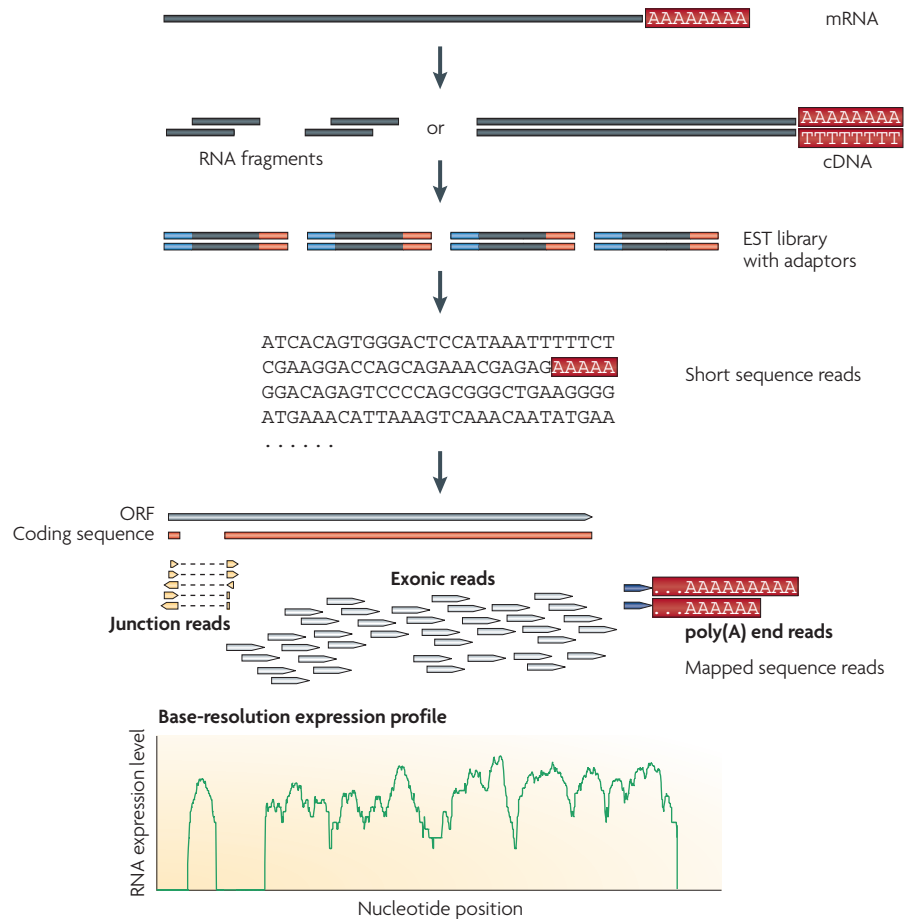 AAAAAAAA mRNA
AAAAAAAA
or
TTTTTTTT
RNA fragments
cDNA
EST library
with adaptors
ATCACAGTGGGACTCCATAAATTTTTCT
CGAAGGACCAGCAGAAACGAGAGAAAAA
Short sequence reads
GGACAGAGTCCCCAGCGGGCTGAAGGGG
ATGAAACATTAAAGTCAAACAATATGAA
. . . . . .
ORF
Coding sequence
Exonic reads
...AAAAAAAAA
...AAAAAA
Junction reads
poly(A) end reads
Mapped sequence reads
Base-resolution expression profile
RNA expression level
Nucleotide position